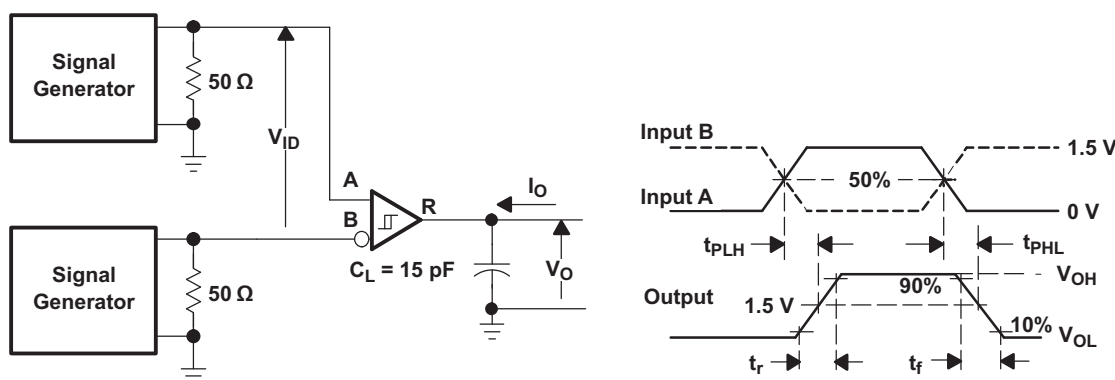 Signal
Generator
50 Ω
V_ID
A
B
R
I_O
Signal
Generator
50 Ω
C_L = 15 pF
V_O
Input B
1.5 V
50%
Input A
0 V
t_PLH
t_PHL
V_OH
90%
Output
1.5 V
10%
V_OL
t_r
t_f